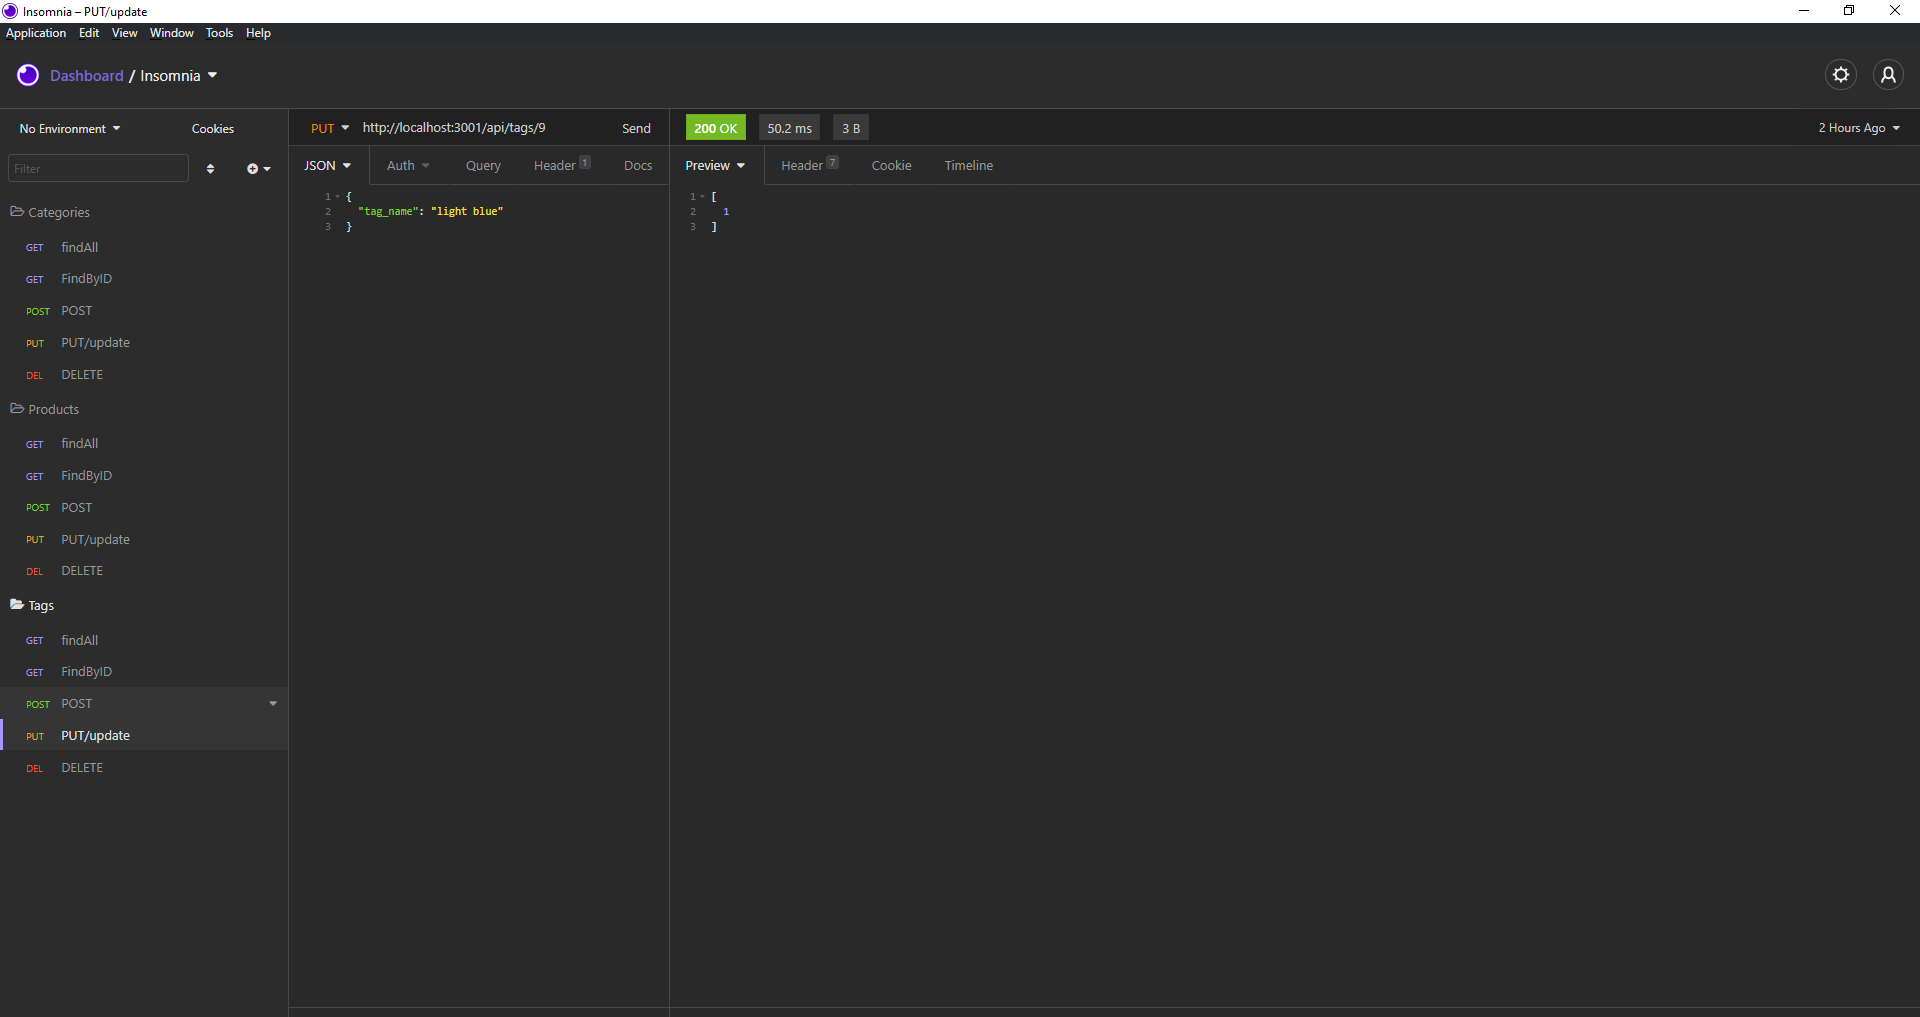 Insomnia – PUT/update
Application Edit View Window Tools Help
Dashboard / Insomnia
No Environment Cookies
Filter
Categories
GET findAll
GET FindByID
POST POST
PUT PUT/update
DEL DELETE
Products
GET findAll
GET FindByID
POST POST
PUT PUT/update
DEL DELETE
Tags
GET findAll
GET FindByID
POST POST
PUT PUT/update
DEL DELETE
PUT http://localhost:3001/api/tags/9 Send
JSON Auth Query Header 1 Docs
1 {
2 "tag_name": "light blue"
3 }
200 OK 50.2 ms 3 B 2 Hours Ago
Preview Header 7 Cookie Timeline
1 [
2 1
3 ]